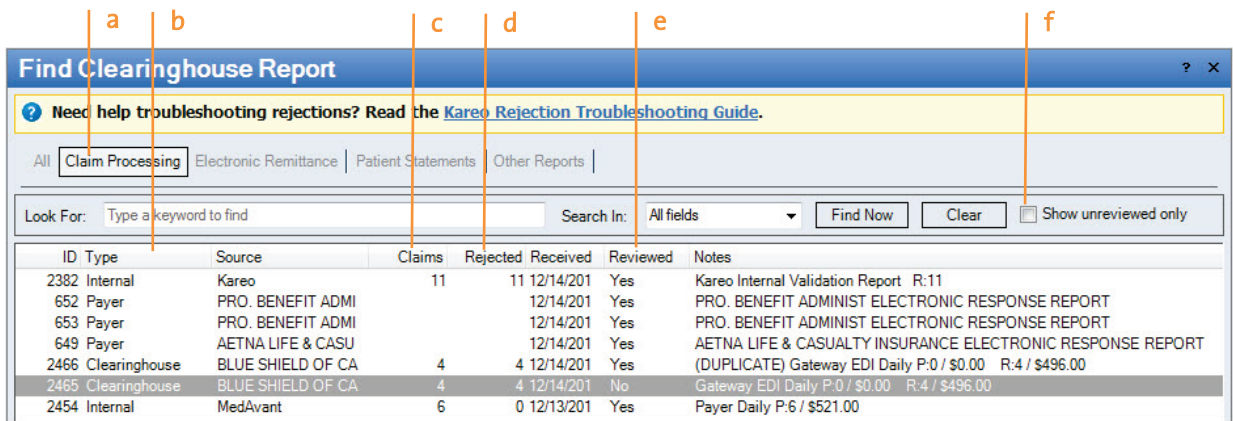 a b c d e f
Find Clearinghouse Report ? ×
? Need help troubleshooting rejections? Read the Kareo Rejection Troubleshooting Guide.
All Claim Processing Electronic Remittance Patient Statements Other Reports
Look For: Type a keyword to find Search In: All fields Find Now Clear Show unreviewed only
ID Type Source Claims Rejected Received Reviewed Notes
2382 Internal Kareo 11 11 12/14/201 Yes Kareo Internal Validation Report R:11
652 Payer PRO. BENEFIT ADMI 12/14/201 Yes PRO. BENEFIT ADMINIST ELECTRONIC RESPONSE REPORT
653 Payer PRO. BENEFIT ADMI 12/14/201 Yes PRO. BENEFIT ADMINIST ELECTRONIC RESPONSE REPORT
649 Payer AETNA LIFE & CASU 12/14/201 Yes AETNA LIFE & CASUALTY INSURANCE ELECTRONIC RESPONSE REPORT
2466 Clearinghouse BLUE SHIELD OF CA 4 4 12/14/201 Yes (DUPLICATE) Gateway EDI Daily P:0 / $0.00 R:4 / $496.00
2465 Clearinghouse BLUE SHIELD OF CA 4 4 12/14/201 No Gateway EDI Daily P:0 / $0.00 R:4 / $496.00
2454 Internal MedAvant 6 0 12/13/201 Yes Payer Daily P:6 / $521.00